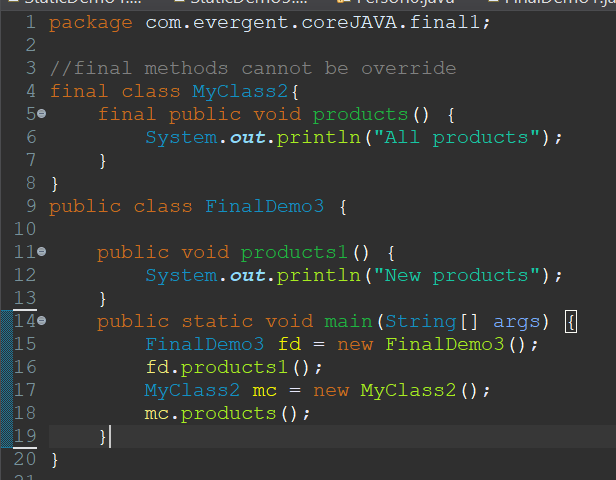 FinalDemo4.ja
1 package com.evergent.coreJAVA.final1;
2
3 //final methods cannot be override
4 final class MyClass2{
5 final public void products() {
6 System.out.println("All products");
7 }
8 }
9 public class FinalDemo3 {
10
11 public void products1() {
12 System.out.println("New products");
13 }
14 public static void main(String[] args) {
15 FinalDemo3 fd = new FinalDemo3();
16 fd.products1();
17 MyClass2 mc = new MyClass2();
18 mc.products();
19 }
20 }